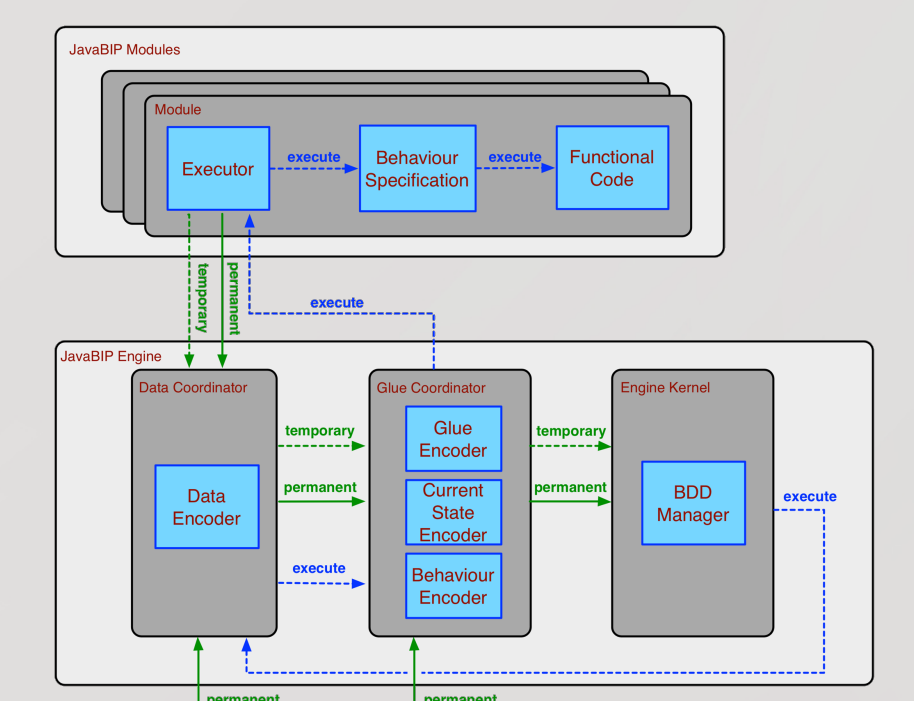 JavaBIP Modules
Module
Executor
execute
Behaviour
Specification
execute
Functional
Code
temporary
permanent
execute
JavaBIP Engine
Data Coordinator
Data
Encoder
temporary
permanent
execute
Glue Coordinator
Glue
Encoder
Current
State
Encoder
Behaviour
Encoder
temporary
permanent
Engine Kernel
BDD
Manager
execute
permanent
permanent